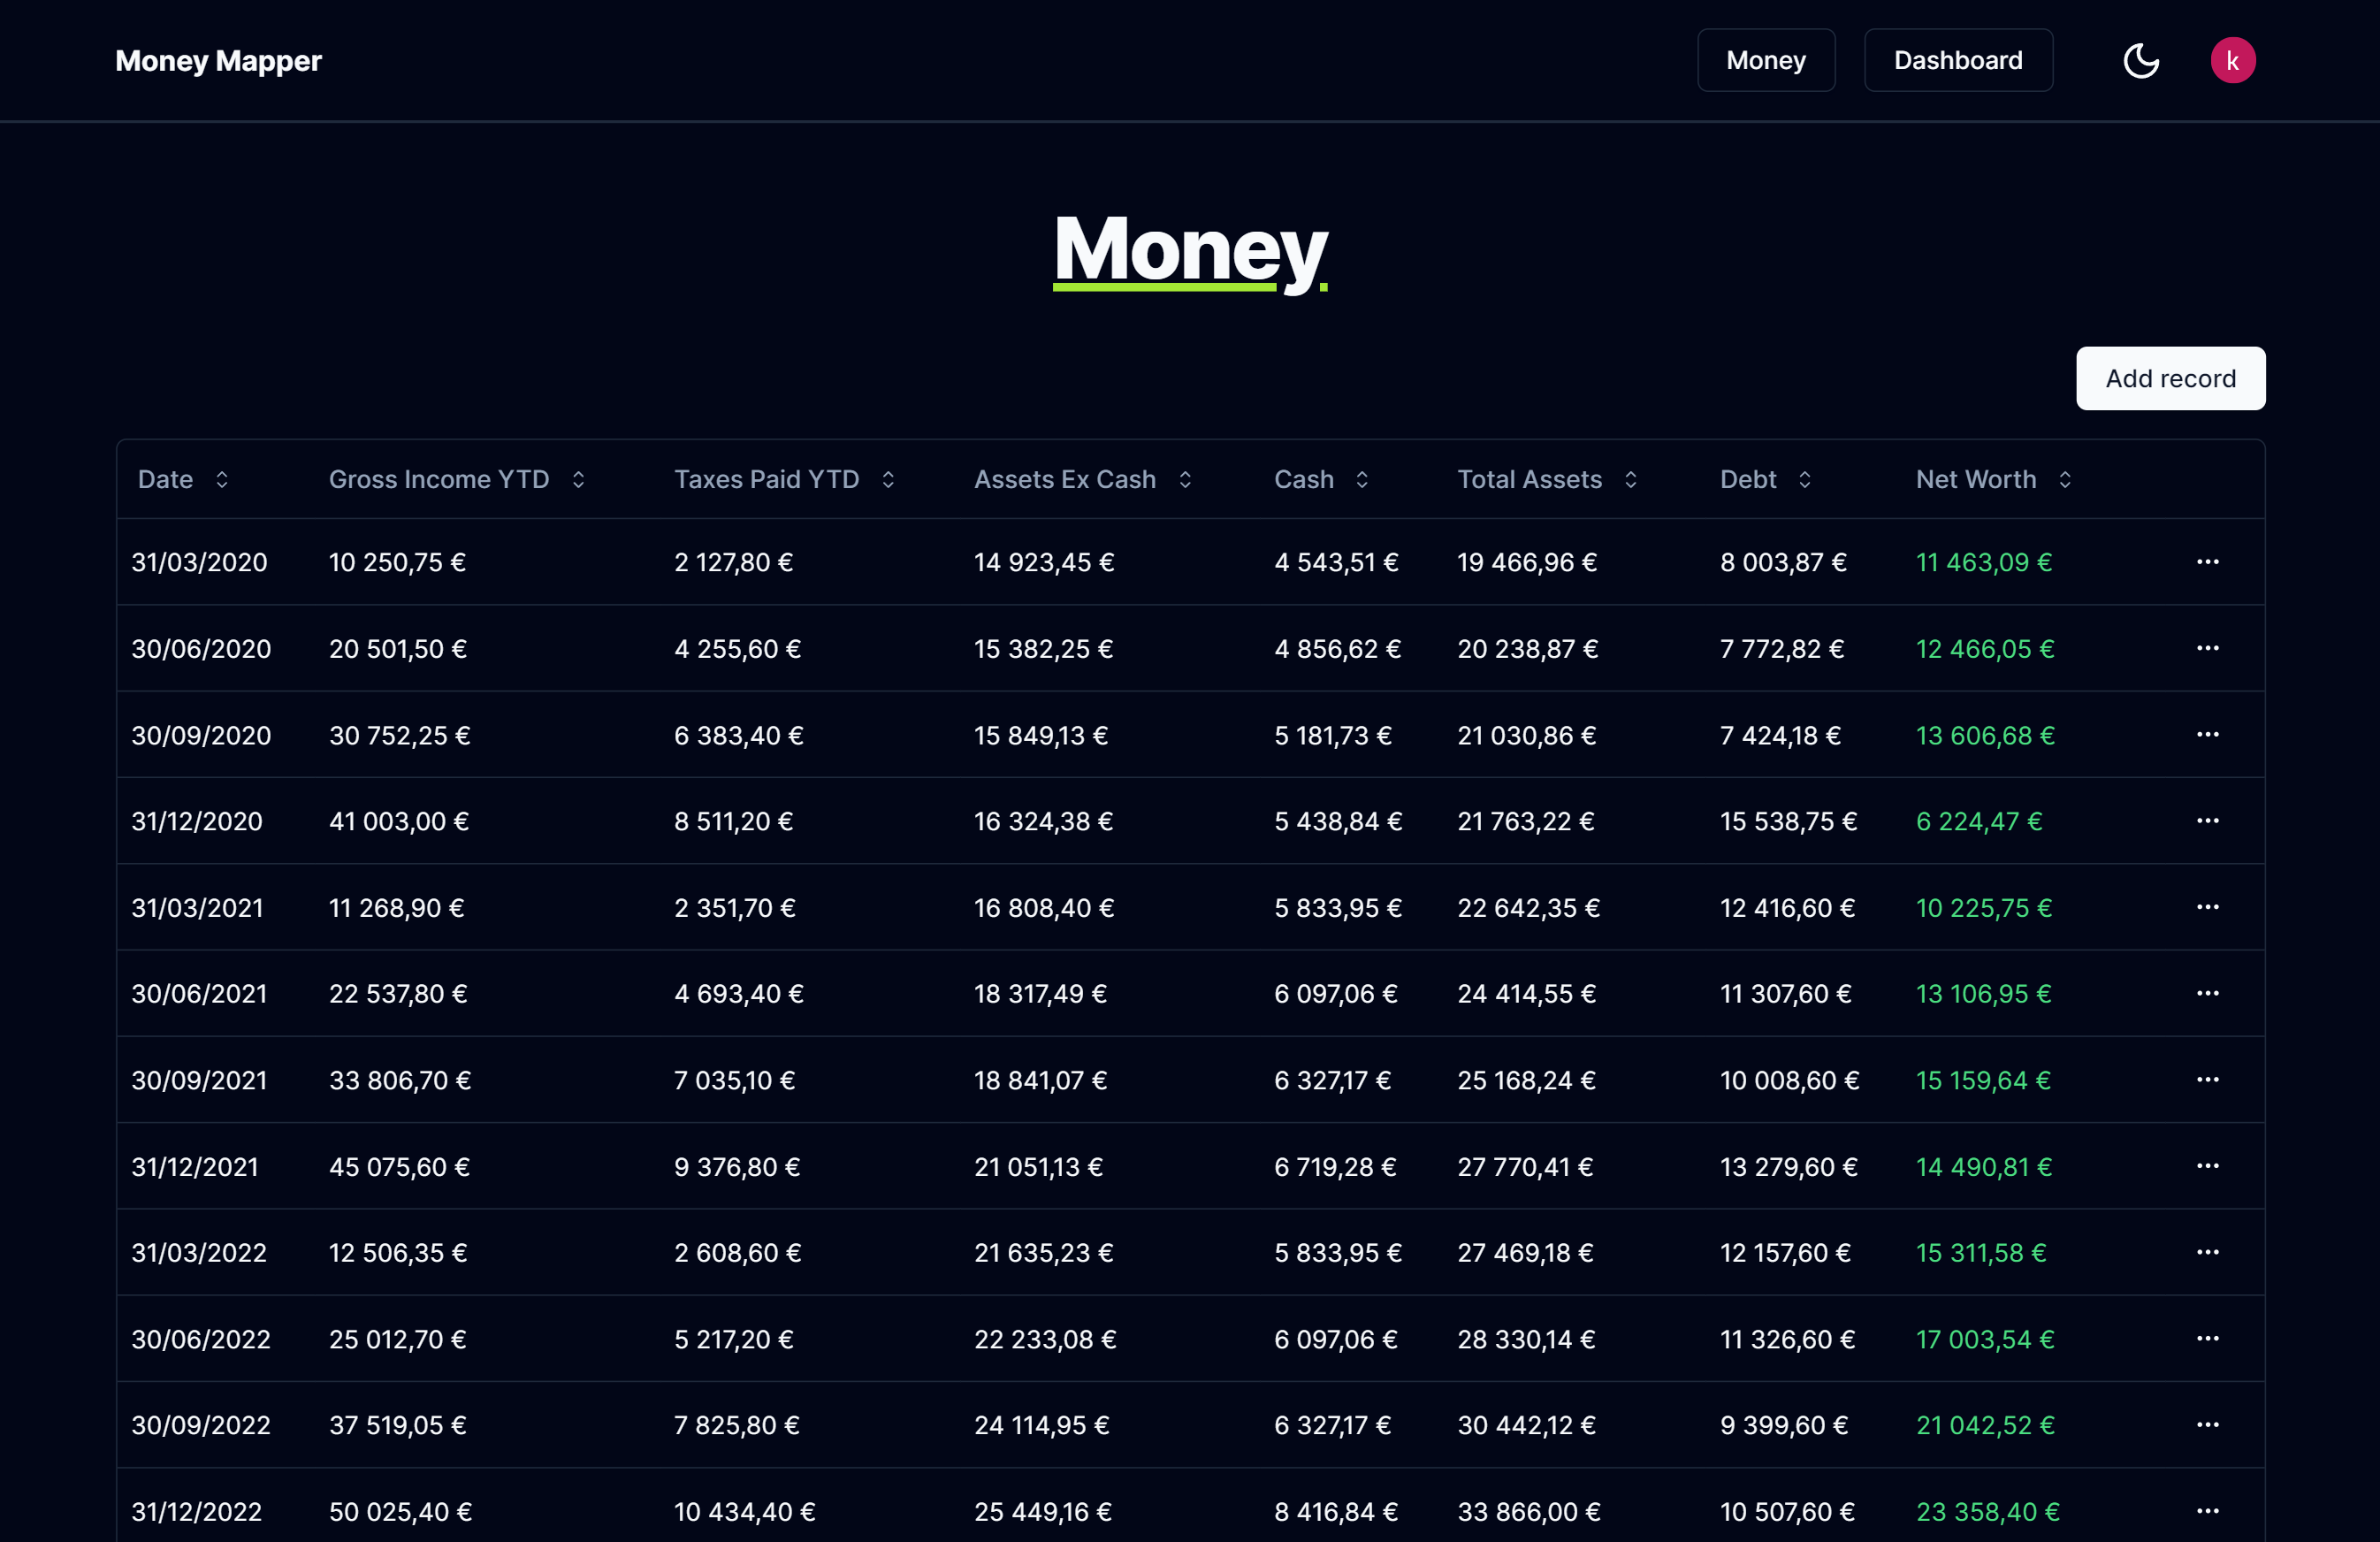 Money Mapper Money Dashboard k
Money
Add record
Date Gross Income YTD Taxes Paid YTD Assets Ex Cash Cash Total Assets Debt Net Worth
31/03/2020 10 250,75 € 2 127,80 € 14 923,45 € 4 543,51 € 19 466,96 € 8 003,87 € 11 463,09 € ···
30/06/2020 20 501,50 € 4 255,60 € 15 382,25 € 4 856,62 € 20 238,87 € 7 772,82 € 12 466,05 € ···
30/09/2020 30 752,25 € 6 383,40 € 15 849,13 € 5 181,73 € 21 030,86 € 7 424,18 € 13 606,68 € ···
31/12/2020 41 003,00 € 8 511,20 € 16 324,38 € 5 438,84 € 21 763,22 € 15 538,75 € 6 224,47 € ···
31/03/2021 11 268,90 € 2 351,70 € 16 808,40 € 5 833,95 € 22 642,35 € 12 416,60 € 10 225,75 € ···
30/06/2021 22 537,80 € 4 693,40 € 18 317,49 € 6 097,06 € 24 414,55 € 11 307,60 € 13 106,95 € ···
30/09/2021 33 806,70 € 7 035,10 € 18 841,07 € 6 327,17 € 25 168,24 € 10 008,60 € 15 159,64 € ···
31/12/2021 45 075,60 € 9 376,80 € 21 051,13 € 6 719,28 € 27 770,41 € 13 279,60 € 14 490,81 € ···
31/03/2022 12 506,35 € 2 608,60 € 21 635,23 € 5 833,95 € 27 469,18 € 12 157,60 € 15 311,58 € ···
30/06/2022 25 012,70 € 5 217,20 € 22 233,08 € 6 097,06 € 28 330,14 € 11 326,60 € 17 003,54 € ···
30/09/2022 37 519,05 € 7 825,80 € 24 114,95 € 6 327,17 € 30 442,12 € 9 399,60 € 21 042,52 € ···
31/12/2022 50 025,40 € 10 434,40 € 25 449,16 € 8 416,84 € 33 866,00 € 10 507,60 € 23 358,40 € ···